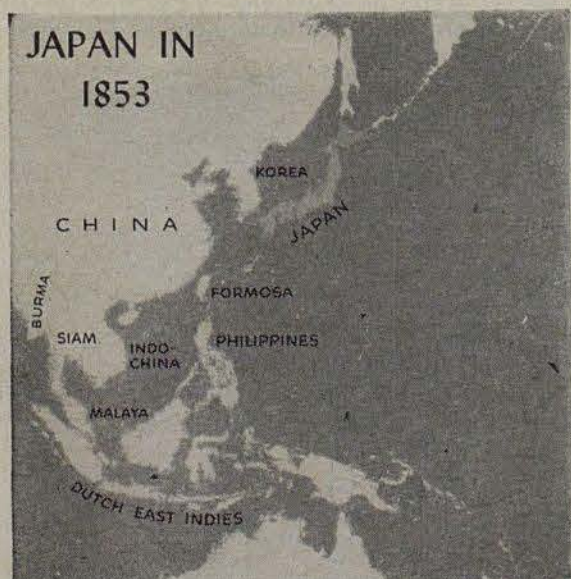 JAPAN IN
1853
KOREA
CHINA
JAPAN
FORMOSA
BURMA
SIAM
INDO-
CHINA
PHILIPPINES
MALAYA
DUTCH EAST INDIES